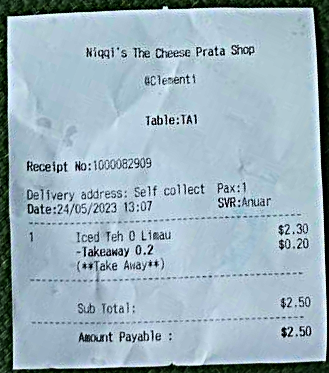 Niqqi's The Cheese Prata Shop
@Clementi
Table:TA1
Receipt No:1000082909
Delivery address: Self collect Pax:1
Date:24/05/2023 13:07 SVR:Anuar
1 Iced Teh O Limau $2.30
-Takeaway 0.2 $0.20
(**Take Away**)
Sub Total: $2.50
Amount Payable : $2.50